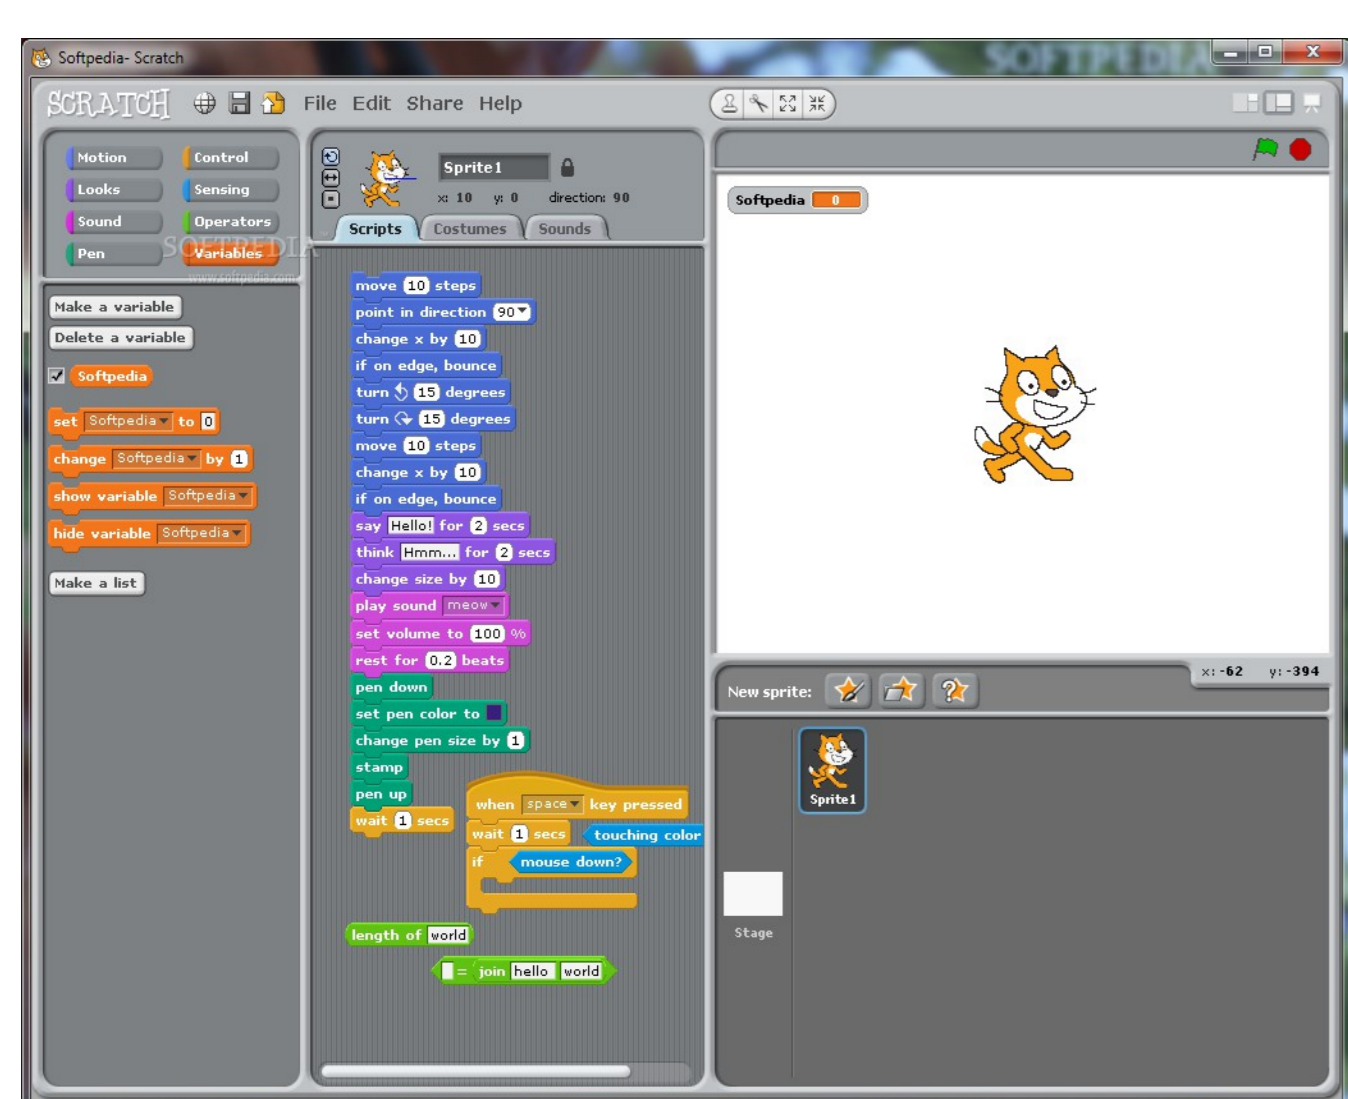 Softpedia- Scratch
SOFTPEDIA
SCRATCH File Edit Share Help
Motion Control
Looks Sensing
Sound Operators
Pen Variables
SOFTPEDIA
www.softpedia.com
Make a variable
Delete a variable
Softpedia
set Softpedia to 0
change Softpedia by 1
show variable Softpedia
hide variable Softpedia
Make a list
Sprite1
x: 10 y: 0 direction: 90
Scripts Costumes Sounds
move 10 steps
point in direction 90
change x by 10
if on edge, bounce
turn 15 degrees
turn 15 degrees
move 10 steps
change x by 10
if on edge, bounce
say Hello! for 2 secs
think Hmm... for 2 secs
change size by 10
play sound meow
set volume to 100 %
rest for 0.2 beats
pen down
set pen color to
change pen size by 1
stamp
pen up
wait 1 secs
when space key pressed
wait 1 secs touching color
if mouse down?
length of world
= join hello world
Softpedia 0
x: -62 y: -394
New sprite:
Sprite1
Stage